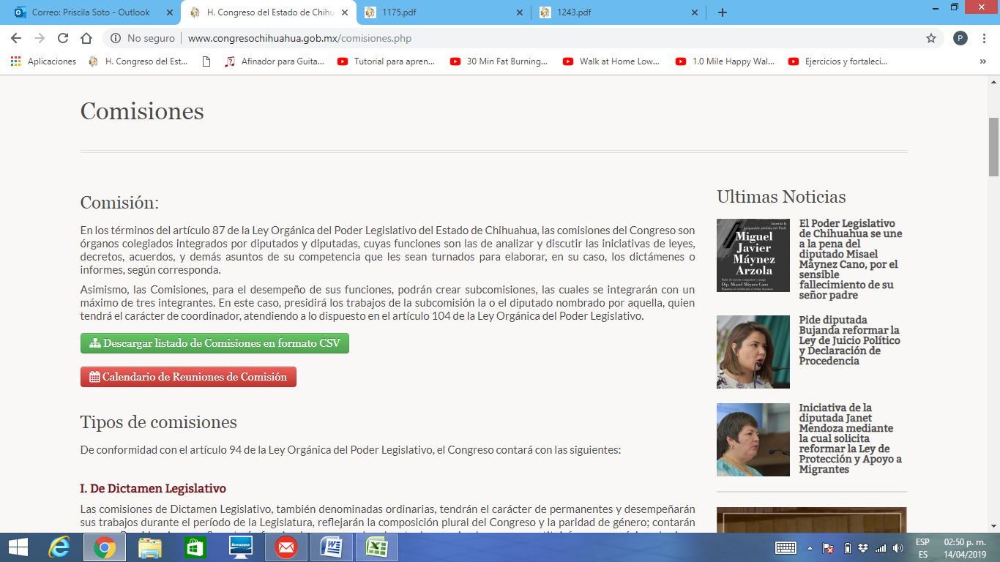 Correo: Priscila Soto - Outlook
H. Congreso del Estado de Chihu
1175.pdf
1243.pdf
No seguro
www.congresochihuahua.gob.mx/comisiones.php
P
Aplicaciones
H. Congreso del Est...
Afinador para Guita...
Tutorial para apren...
30 Min Fat Burning...
Walk at Home Low...
1.0 Mile Happy Wal...
Ejercicios y fortaleci...
»
Comisiones
Comisión:
En los términos del artículo 87 de la Ley Orgánica del Poder Legislativo del Estado de Chihuahua, las comisiones del Congreso son
órganos colegiados integrados por diputados y diputadas, cuyas funciones son las de analizar y discutir las iniciativas de leyes,
decretos, acuerdos, y demás asuntos de su competencia que les sean turnados para elaborar, en su caso, los dictámenes o
informes, según corresponda.
Asimismo, las Comisiones, para el desempeño de sus funciones, podrán crear subcomisiones, las cuales se integrarán con un
máximo de tres integrantes. En este caso, presidirá los trabajos de la subcomisión la o el diputado nombrado por aquella, quien
tendrá el carácter de coordinador, atendiendo a lo dispuesto en el artículo 104 de la Ley Orgánica del Poder Legislativo.
Descargar listado de Comisiones en formato CSV
Calendario de Reuniones de Comisión
Tipos de comisiones
De conformidad con el artículo 94 de la Ley Orgánica del Poder Legislativo, el Congreso contará con las siguientes:
I. De Dictamen Legislativo
Las comisiones de Dictamen Legislativo, también denominadas ordinarias, tendrán el carácter de permanentes y desempeñarán
sus trabajos durante el período de la Legislatura, reflejarán la composición plural del Congreso y la paridad de género; contarán
Ultimas Noticias
Miguel
Javier
Máynez
Arzola
Dip. Misael Máynez Cano
El Poder Legislativo
de Chihuahua se une
a la pena del
diputado Misael
Máynez Cano, por el
sensible
fallecimiento de su
señor padre
Pide diputada
Bujanda reformar la
Ley de Juicio Político
y Declaración de
Procedencia
Iniciativa de la
diputada Janet
Mendoza mediante
la cual solicita
reformar la Ley de
Protección y Apoyo a
Migrantes
lenovo
ESP
ES
02:50 p. m.
14/04/2019